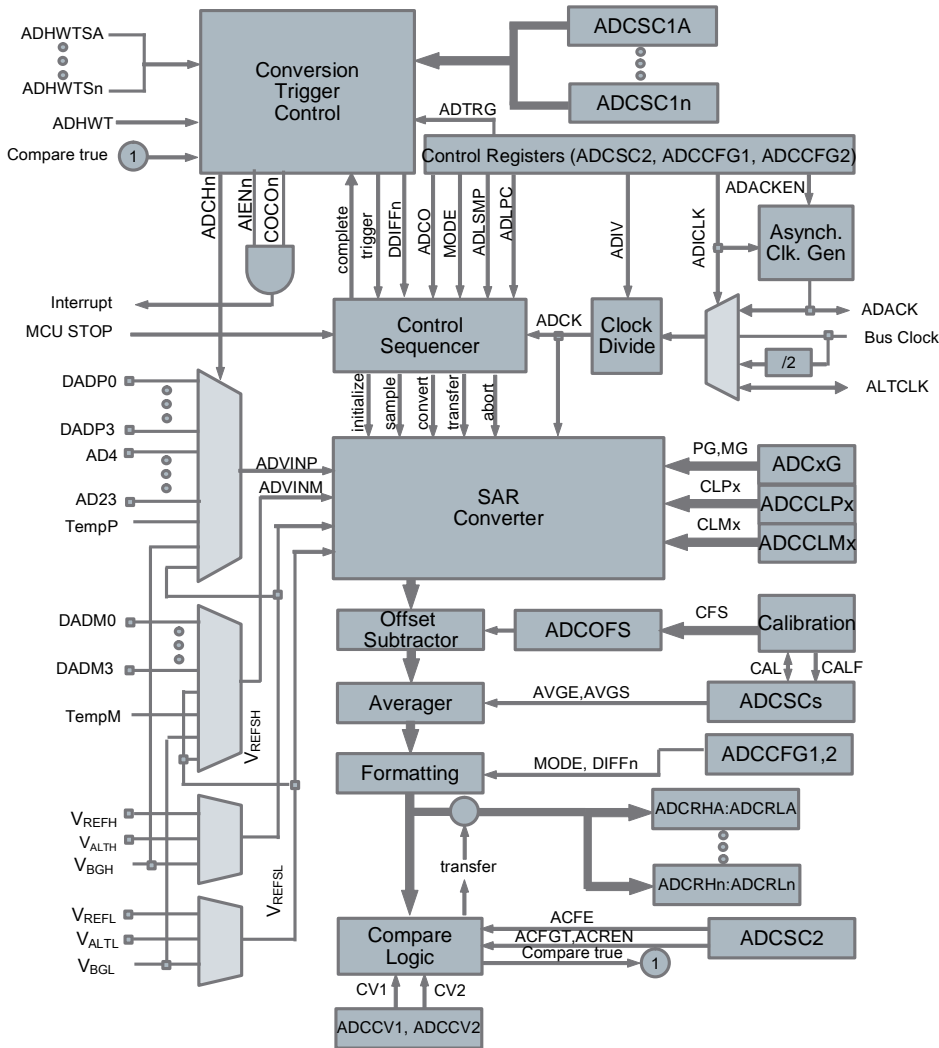 ADHWTSA
ADHWTSn
ADHWT
Compare true
1
Conversion
Trigger
Control
ADCSC1A
ADCSC1n
ADTRG
Control Registers (ADCSC2, ADCCFG1, ADCCFG2)
ADCHn
AIENn
COCOn
complete
trigger
DDIFFn
ADCO
MODE
ADLSMP
ADLPC
ADIV
ADICLK
ADACKEN
Asynch.
Clk. Gen
Interrupt
MCU STOP
Control
Sequencer
ADCK
Clock
Divide
ADACK
Bus Clock
/2
ALTCLK
initialize
sample
convert
transfer
abort
DADP0
DADP3
AD4
AD23
TempP
ADVINP
ADVINM
SAR
Converter
PG,MG
ADCxG
CLPx
ADCCLPx
CLMx
ADCCLMx
DADM0
DADM3
TempM
VREFSH
Offset
Subtractor
ADCOFS
CFS
Calibration
CAL
CALF
Averager
AVGE,AVGS
ADCSCs
Formatting
MODE, DIFFn
ADCCFG1,2
VREFH
VALTH
VBGH
VREFSL
transfer
ADCRHA:ADCRLA
ADCRHn:ADCRLn
VREFL
VALTL
VBGL
Compare
Logic
ACFE
ACFGT,ACREN
Compare true
1
ADCSC2
CV1
CV2
ADCCV1, ADCCV2